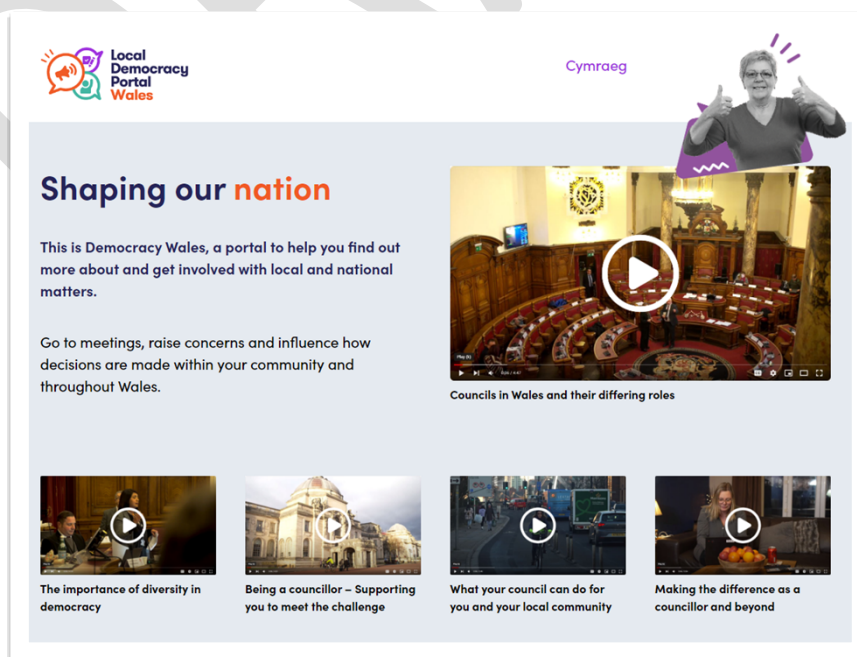 Local
Democracy
Portal
Wales
Cymraeg
Shaping our nation
This is Democracy Wales, a portal to help you find out
more about and get involved with local and national
matters.
Go to meetings, raise concerns and influence how
decisions are made within your community and
throughout Wales.
Councils in Wales and their differing roles
The importance of diversity in
democracy
Being a councillor – Supporting
you to meet the challenge
What your council can do for
you and your local community
Making the difference as a
councillor and beyond